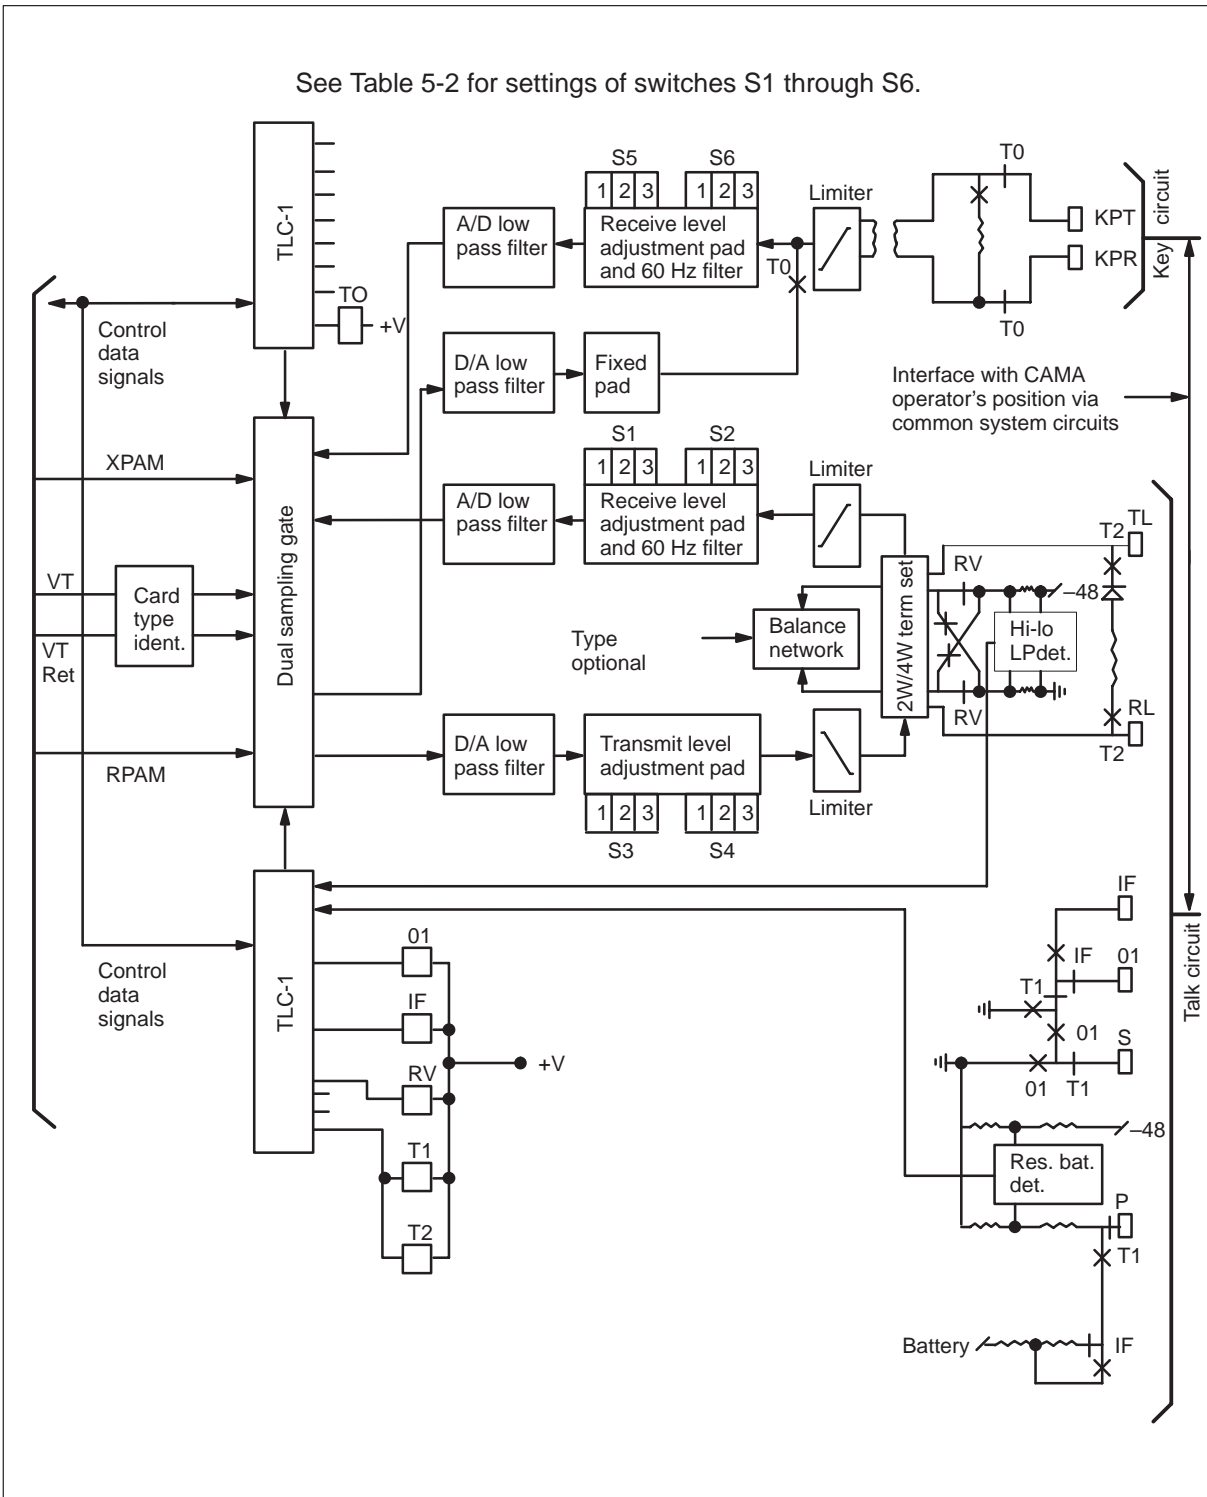 See Table 5-2 for settings of switches S1 through S6.
TLC-1
S5
S6
1 2 3
1 2 3
Limiter
T0
KPT
KPR
T0
Key circuit
A/D low
pass filter
Receive level
adjustment pad
and 60 Hz filter
T0
TO
+V
Control
data
signals
D/A low
pass filter
Fixed
pad
Interface with CAMA
operator's position via
common system circuits
XPAM
Dual sampling gate
S1
S2
1 2 3
1 2 3
Limiter
A/D low
pass filter
Receive level
adjustment pad
and 60 Hz filter
T2
TL
RV
–48
VT
Card
type
ident.
VT
Ret
Type
optional
Balance
network
2W/4W term set
Hi-lo
LPdet.
RV
RL
T2
RPAM
D/A low
pass filter
Transmit level
adjustment pad
Limiter
1 2 3
1 2 3
S3
S4
IF
Control
data
signals
TLC-1
01
IF
RV
T1
T2
+V
IF
01
T1
01
S
01
T1
Talk circuit
–48
Res. bat.
det.
P
T1
Battery
IF